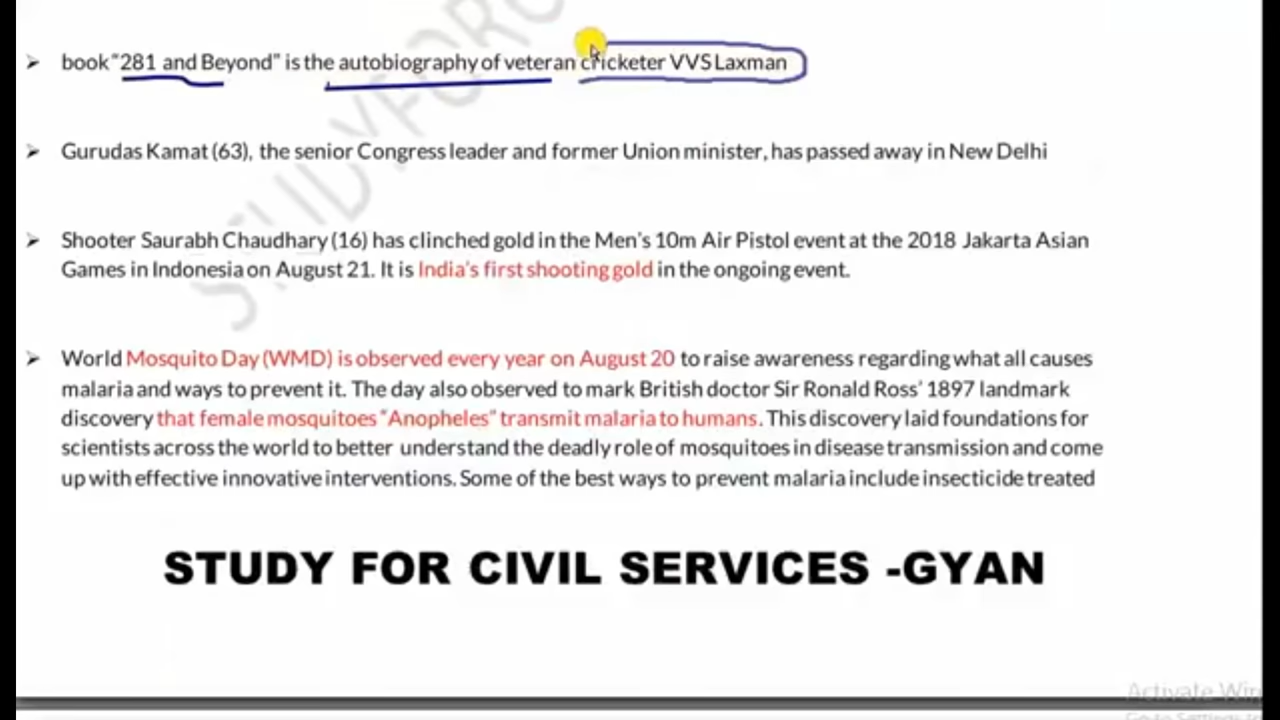 book "281 and Beyond" is the autobiography of veteran cricketer VVS Laxman
Gurudas Kamat (63), the senior Congress leader and former Union minister, has passed away in New Delhi
Shooter Saurabh Chaudhary (16) has clinched gold in the Men's 10m Air Pistol event at the 2018 Jakarta Asian
Games in Indonesia on August 21. It is India's first shooting gold in the ongoing event.
World Mosquito Day (WMD) is observed every year on August 20 to raise awareness regarding what all causes
malaria and ways to prevent it. The day also observed to mark British doctor Sir Ronald Ross' 1897 landmark
discovery that female mosquitoes "Anopheles" transmit malaria to humans. This discovery laid foundations for
scientists across the world to better understand the deadly role of mosquitoes in disease transmission and come
up with effective innovative interventions. Some of the best ways to prevent malaria include insecticide treated
STUDY FOR CIVIL SERVICES -GYAN
Activate Win